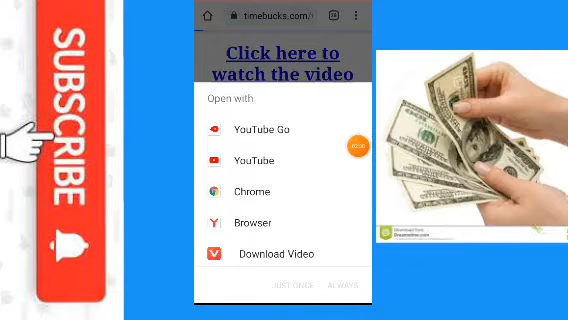 SUBSCRIBE
timebucks.com/
Click here to
watch the video
Open with
YouTube Go
YouTube
Chrome
Browser
Download Video
JUST ONCE
ALWAYS